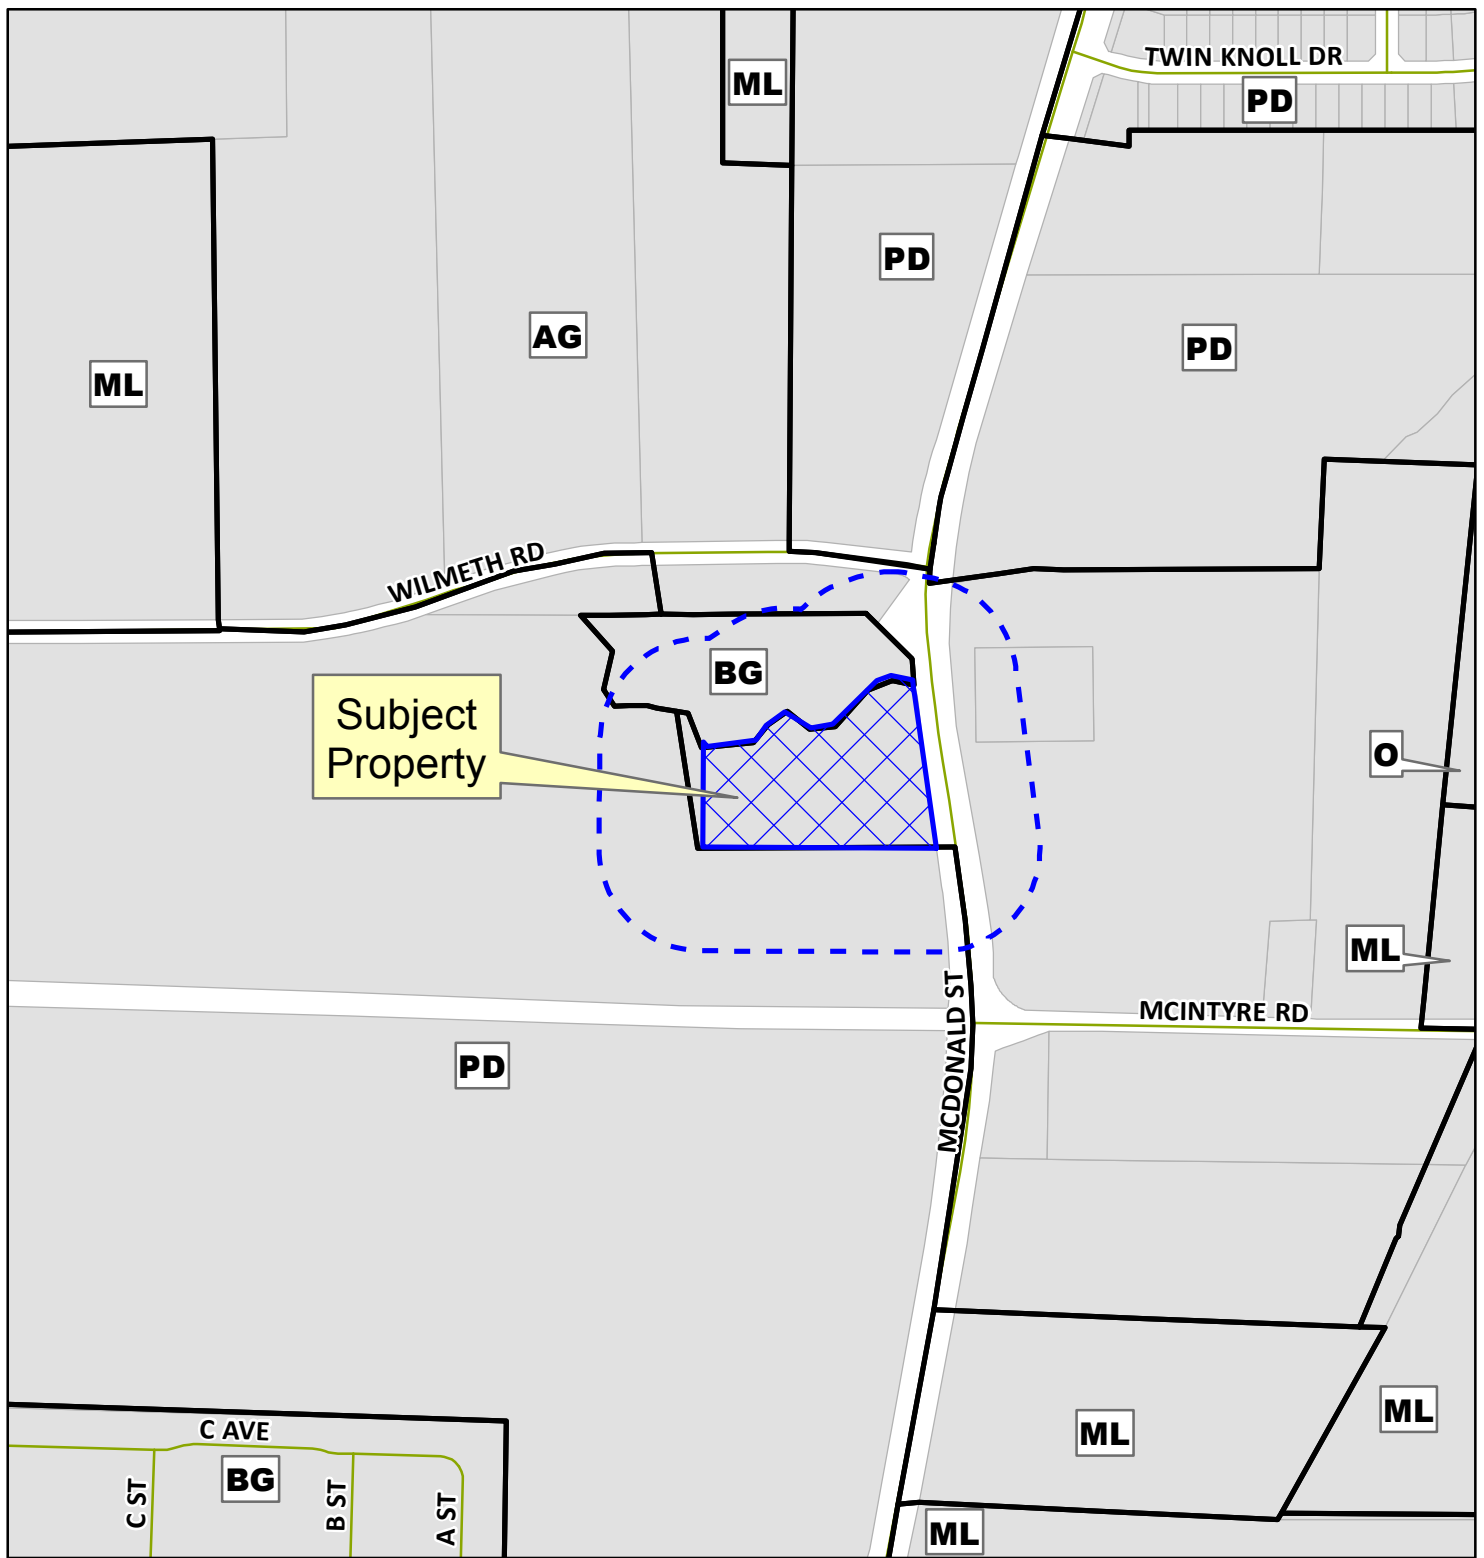 TWIN KNOLL DR
ML
PD
PD
AG
PD
ML
WILMETH RD
BG
Subject
Property
O
ML
MCINTYRE RD
PD
MCDONALD ST
C AVE
BG
C ST
B ST
A ST
ML
ML
ML